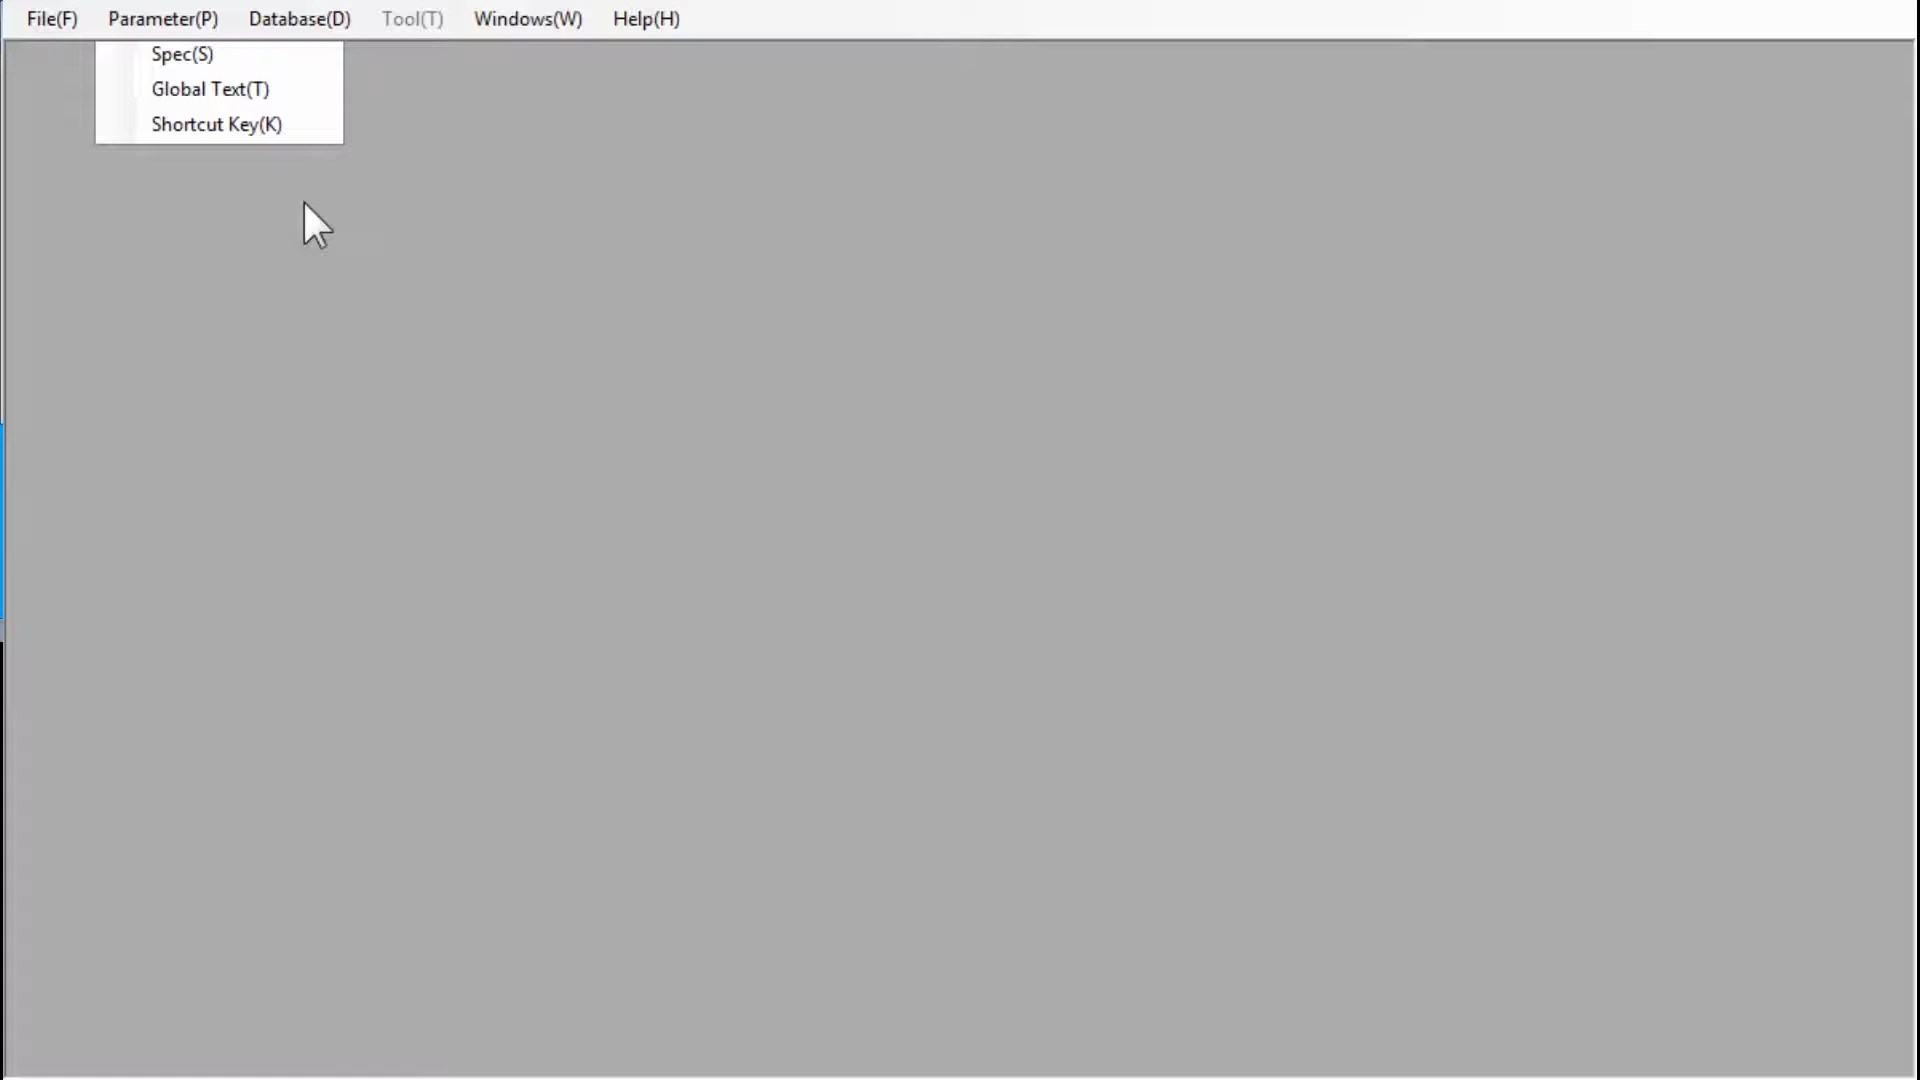 File(F) Parameter(P) Database(D) Tool(T) Windows(W) Help(H)
Spec(S)
Global Text(T)
Shortcut Key(K)